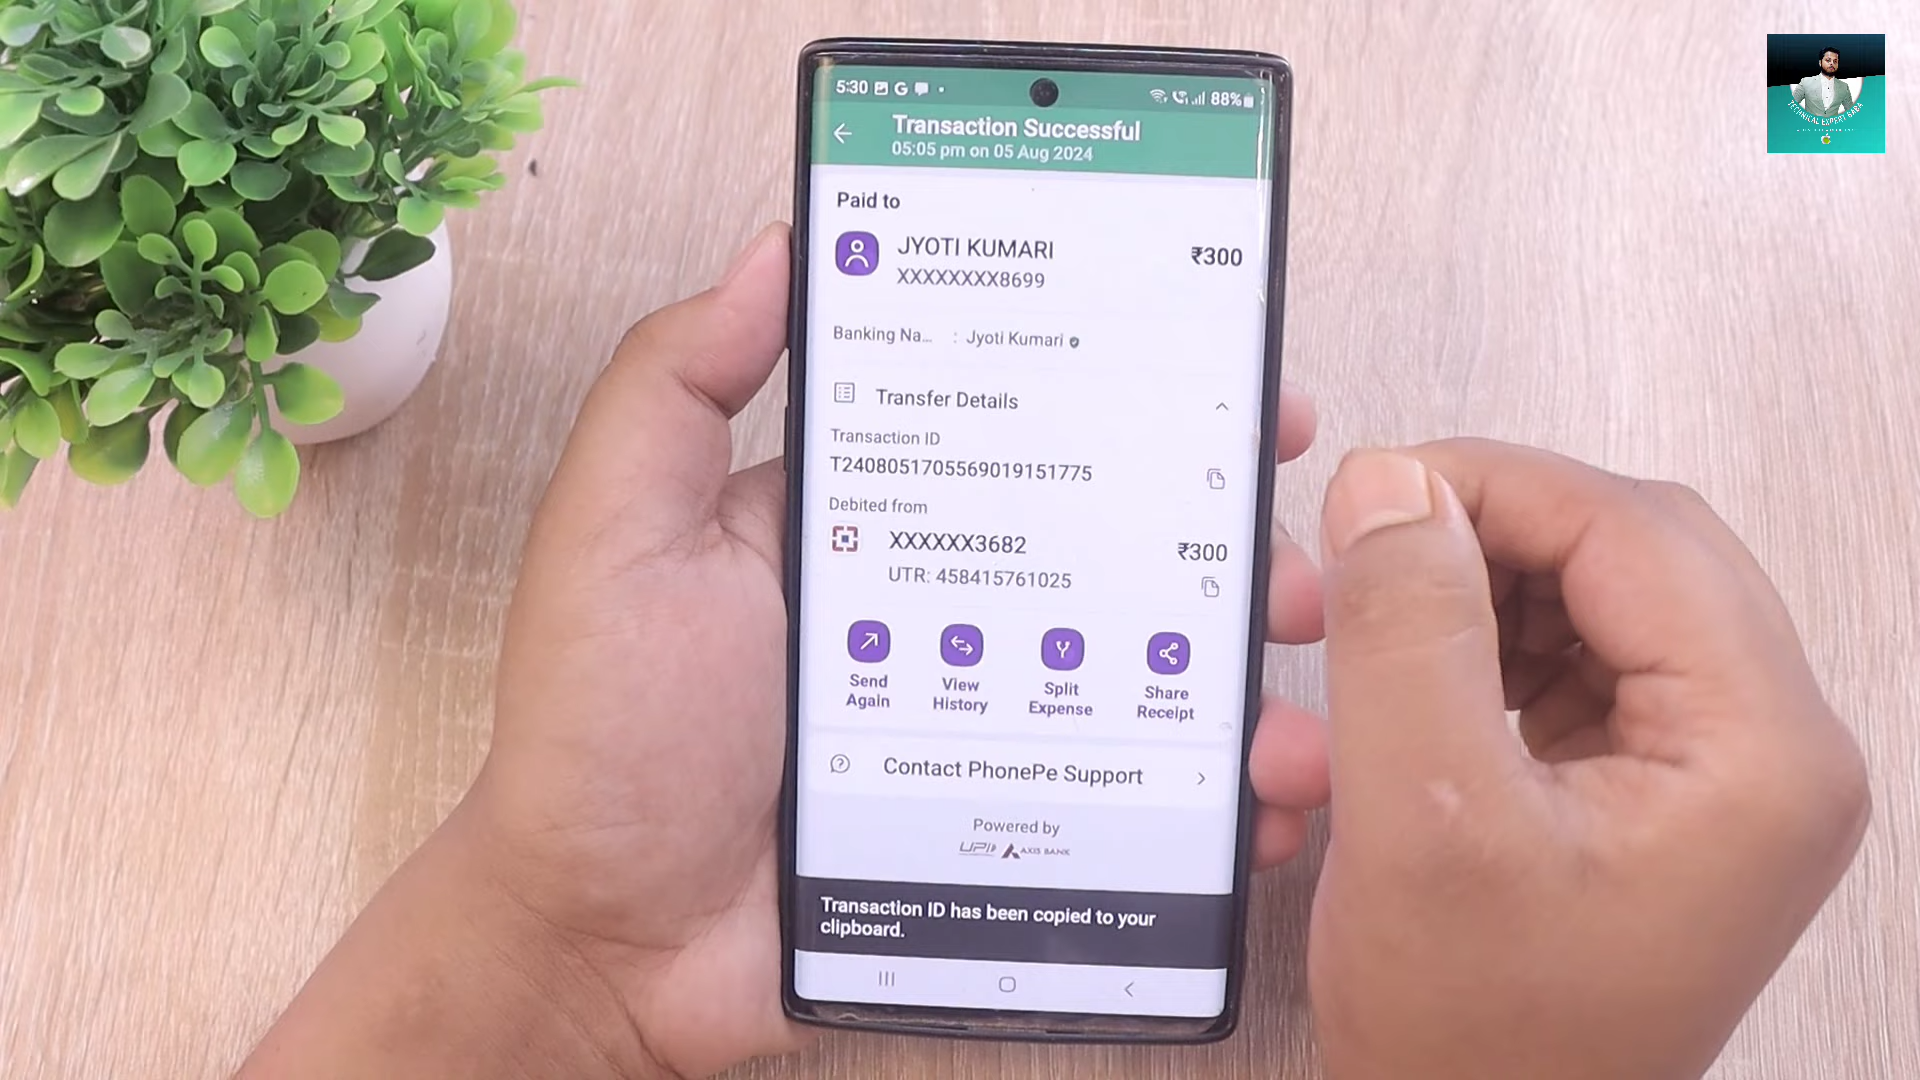 5:30
88%
Transaction Successful
05:05 pm on 05 Aug 2024
Paid to
JYOTI KUMARI
₹300
XXXXXXXX8699
Banking Na... : Jyoti Kumari
Transfer Details
Transaction ID
T2408051705569019151775
Debited from
XXXXXX3682
₹300
UTR: 458415761025
Send Again
View History
Split Expense
Share Receipt
Contact PhonePe Support
Powered by
UPI AXIS BANK
Transaction ID has been copied to your
clipboard.
TECHNICAL EXPERT BABA